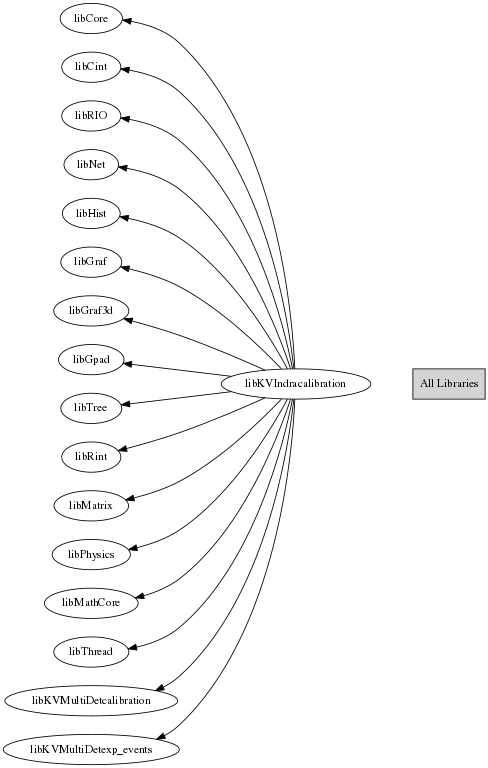 libCore
libCint
libRIO
libNet
libHist
libGraf
libGraf3d
libGpad
libKVIndracalibration
All Libraries
libTree
libRint
libMatrix
libPhysics
libMathCore
libThread
libKVMultiDetcalibration
libKVMultiDetexp_events